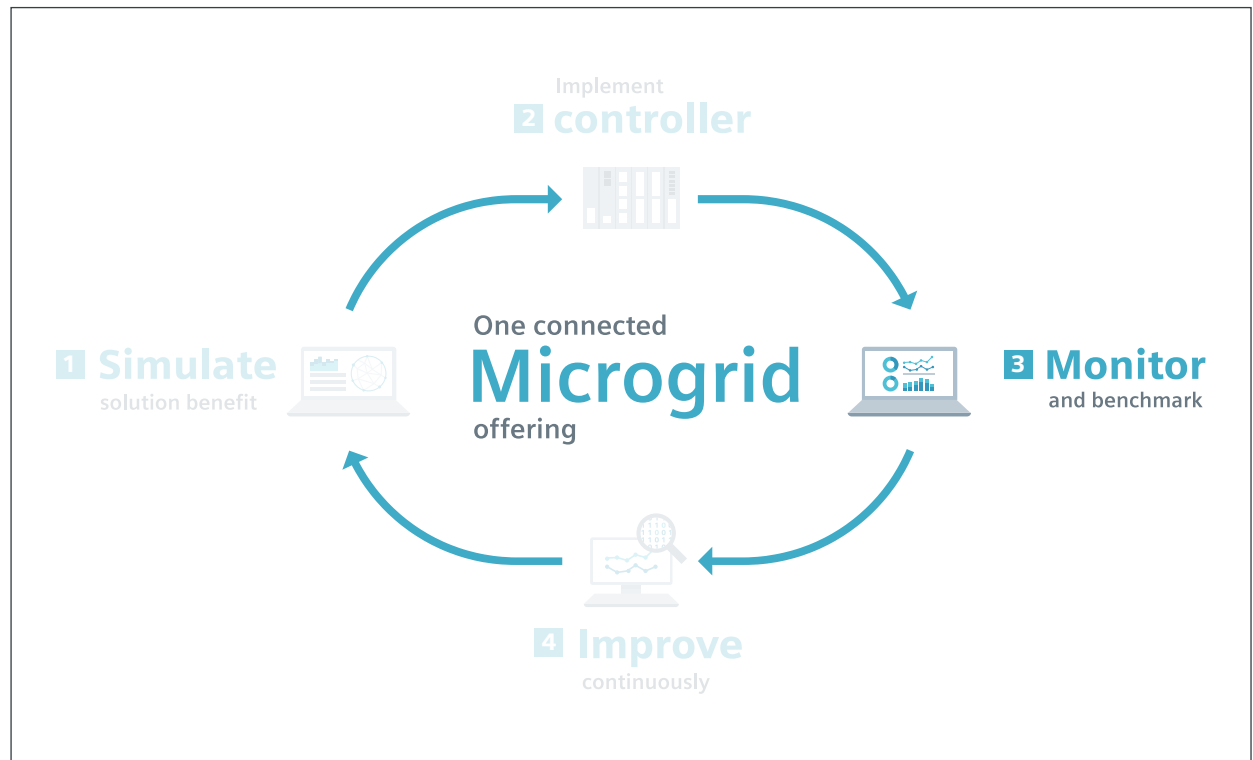 Implement
2 controller
One connected
Microgrid
offering
1 Simulate
solution benefit
3 Monitor
and benchmark
4 Improve
continuously